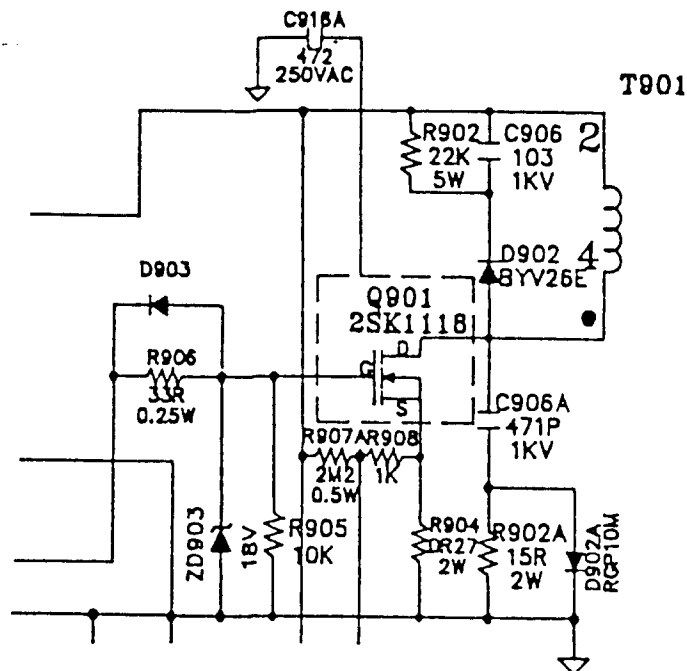 C916A
472
250VAC
T901
R902
22K
5W
C906
103
1KV
2
4
D902
BYV26E
D903
Q901
2SK1118
D
G
S
R906
33R
0.25W
C906A
471P
1KV
R907A
2M2
0.5W
R908
1K
ZD903
18V
R905
10K
R904
0R27
2W
R902A
15R
2W
D902A
RGP10M